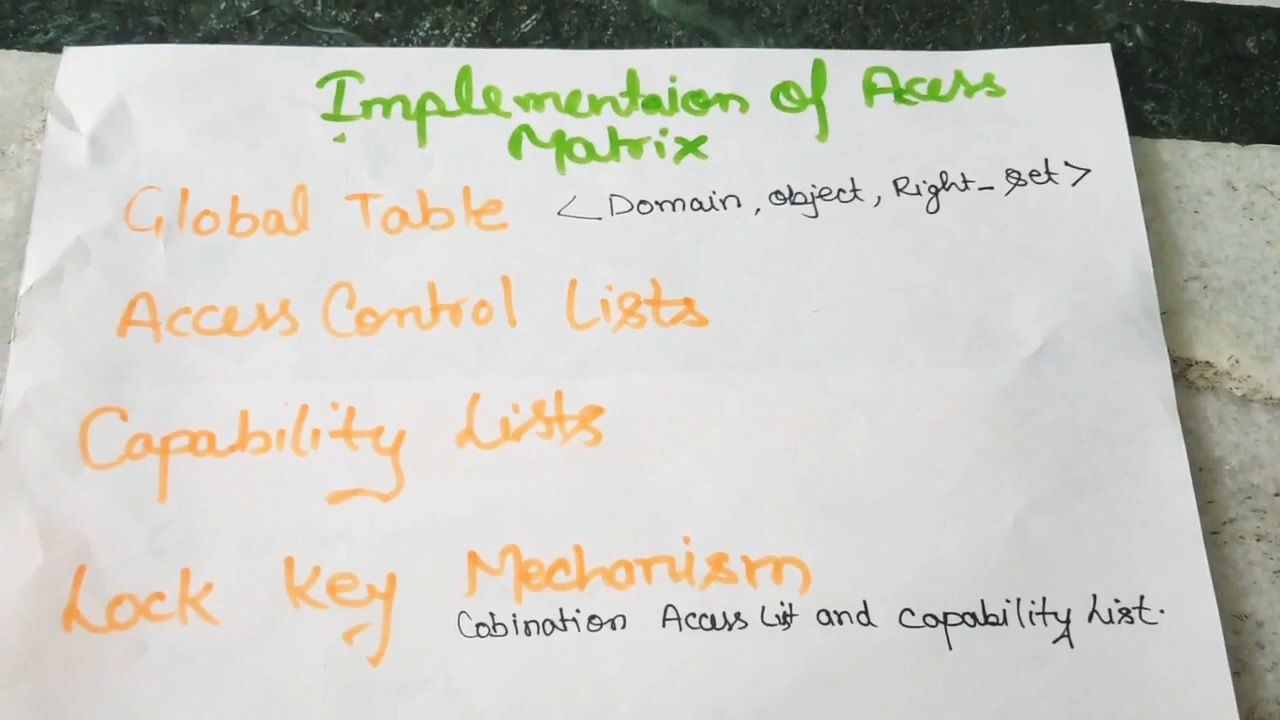 Implementaion of Acess
Matrix
Global Table <Domain, object, Right_set>
Access Control Lists
Capability Lists
Lock Key Mechanism
Cobination Access List and Capability List.